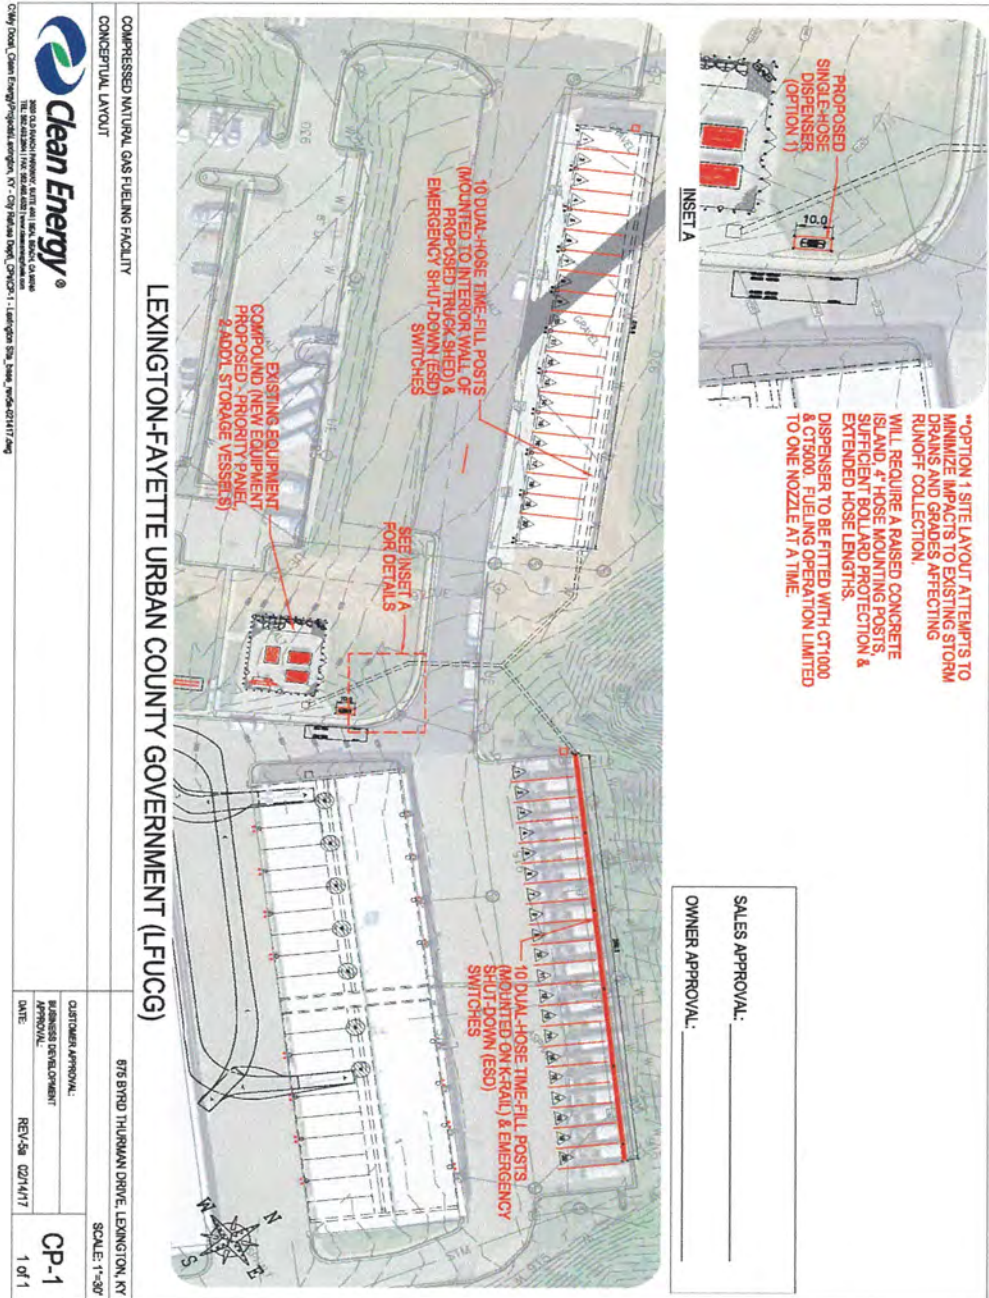 PROPOSED
SINGLE-HOSE
DISPENSER
(OPTION 1)
10.0
INSET A
**OPTION 1 SITE LAYOUT ATTEMPTS TO
MINIMIZE IMPACTS TO EXISTING STORM
DRAINS AND GRADES AFFECTING
RUNOFF COLLECTION.
WILL REQUIRE A RAISED CONCRETE
ISLAND, 4" HOSE MOUNTING POSTS,
SUFFICIENT BOLLARD PROTECTION &
EXTENDED HOSE LENGTHS.
DISPENSER TO BE FITTED WITH CT1000
& CT5000. FUELING OPERATION LIMITED
TO ONE NOZZLE AT A TIME.
SALES APPROVAL:
OWNER APPROVAL:
10 DUAL-HOSE TIME-FILL POSTS
(MOUNTED TO INTERIOR WALL OF
PROPOSED TRUCK SHED) &
EMERGENCY SHUT-DOWN (ESD)
SWITCHES
GRAVEL
EXISTING EQUIPMENT
COMPOUND (NEW EQUIPMENT
PROPOSED - PRIORITY PANEL,
2 ADD'L STORAGE VESSELS)
SEE INSET A
FOR DETAILS
10 DUAL-HOSE TIME-FILL POSTS
(MOUNTED ON K-RAIL) & EMERGENCY
SHUT-DOWN (ESD)
SWITCHES
N
E
S
W
LEXINGTON-FAYETTE URBAN COUNTY GOVERNMENT (LFUCG)
COMPRESSED NATURAL GAS FUELING FACILITY
675 BYRD THURMAN DRIVE, LEXINGTON, KY
CONCEPTUAL LAYOUT
SCALE: 1"=30'
Clean Energy®
CUSTOMER APPROVAL:
BUSINESS DEVELOPMENT
APPROVAL:
DATE:
REV-5a 02/14/17
CP-1
1 of 1